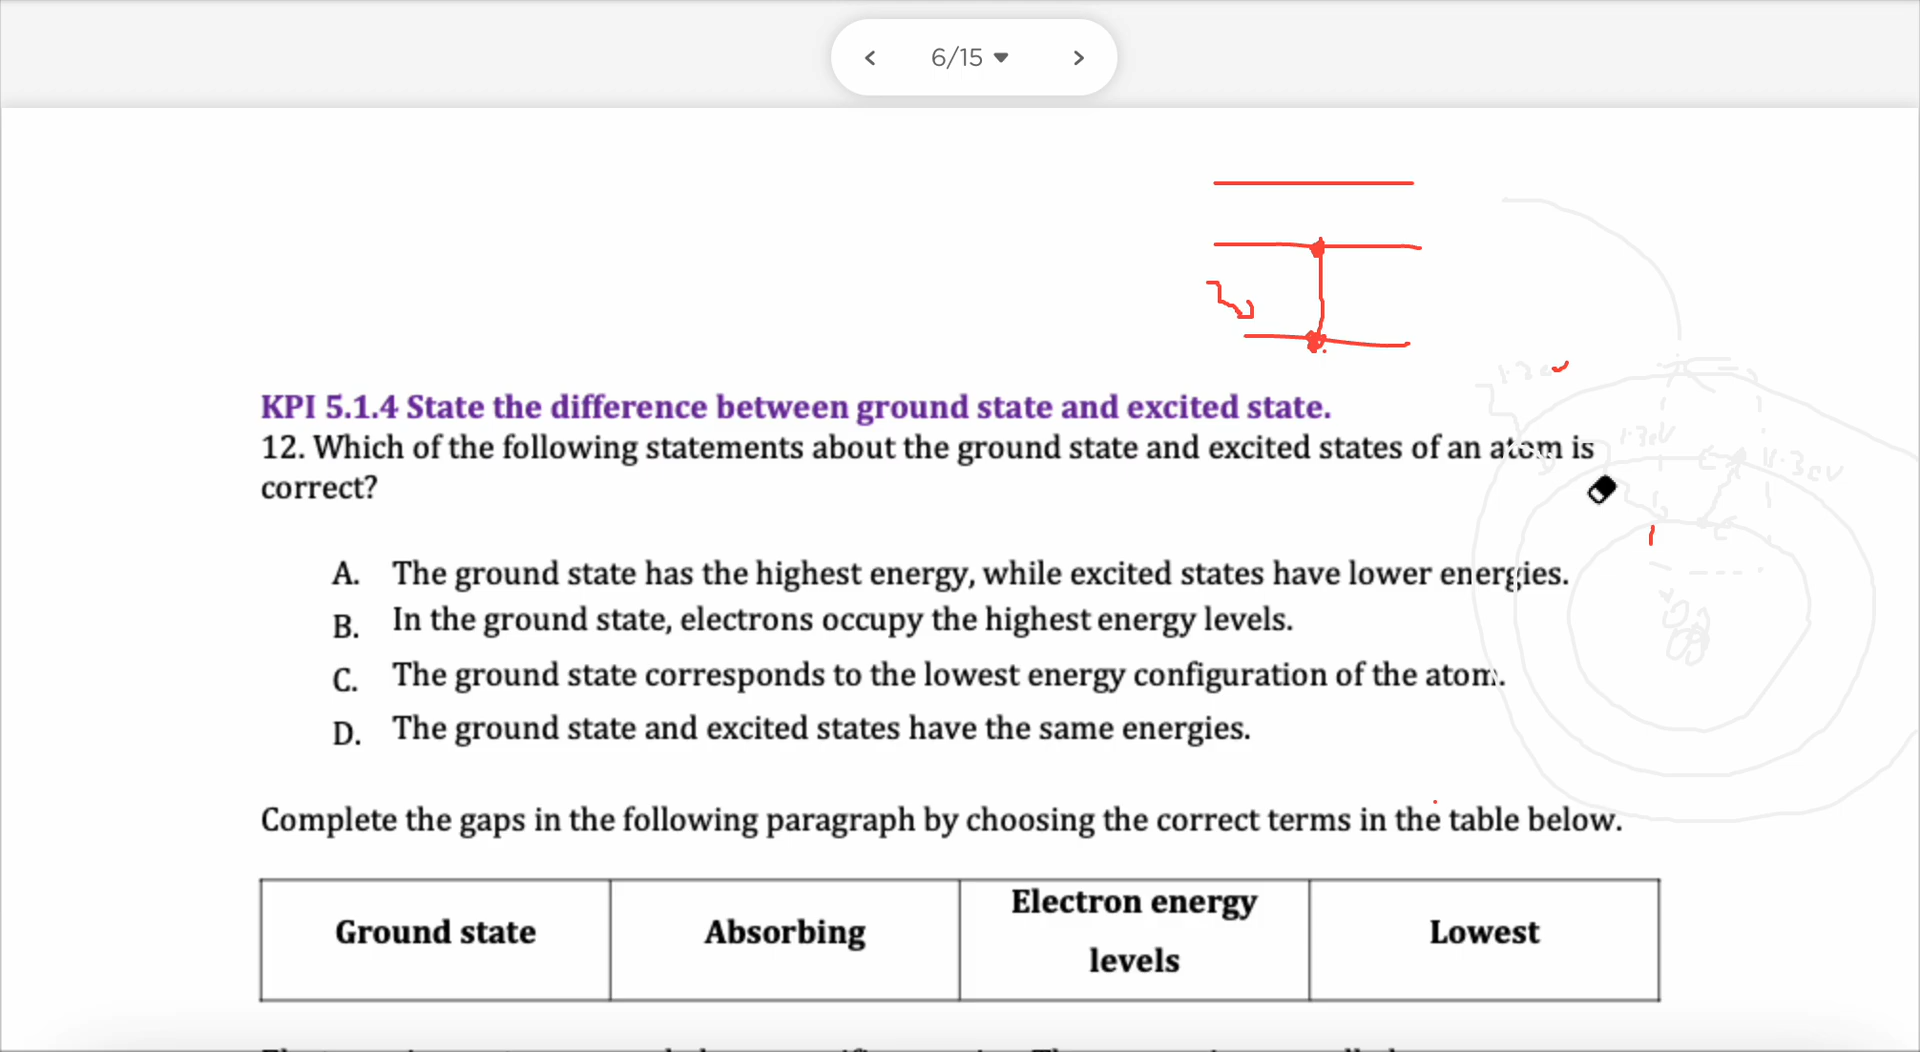 6/15
KPI 5.1.4 State the difference between ground state and excited state.
12. Which of the following statements about the ground state and excited states of an atom is
correct?
A. The ground state has the highest energy, while excited states have lower energies.
B. In the ground state, electrons occupy the highest energy levels.
C. The ground state corresponds to the lowest energy configuration of the atom.
D. The ground state and excited states have the same energies.
Complete the gaps in the following paragraph by choosing the correct terms in the table below.
Ground state
Absorbing
Electron energy
levels
Lowest